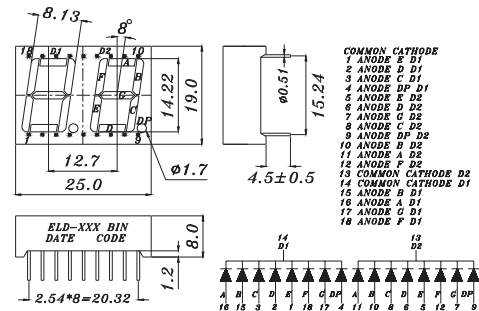 8.13
8°
18 D1 D2 10
A
F B
G
E C
D DP
1 9
14.22
19.0
ø1.7
12.7
25.0
ø0.51
15.24
4.5±0.5
COMMON CATHODE
1 ANODE E D1
2 ANODE D D1
3 ANODE C D1
4 ANODE DP D1
5 ANODE E D2
6 ANODE D D2
7 ANODE G D2
8 ANODE C D2
9 ANODE DP D2
10 ANODE B D2
11 ANODE A D2
12 ANODE F D2
13 COMMON CATHODE D2
14 COMMON CATHODE D1
15 ANODE B D1
16 ANODE A D1
17 ANODE G D1
18 ANODE F D1
ELD-XXX BIN
DATE CODE
8.0
1.2
2.54*8=20.32
14 13
D1 D2
A B C D E F G DP A B C D E F G DP
16 15 3 2 1 18 17 4 11 10 8 6 5 12 7 9